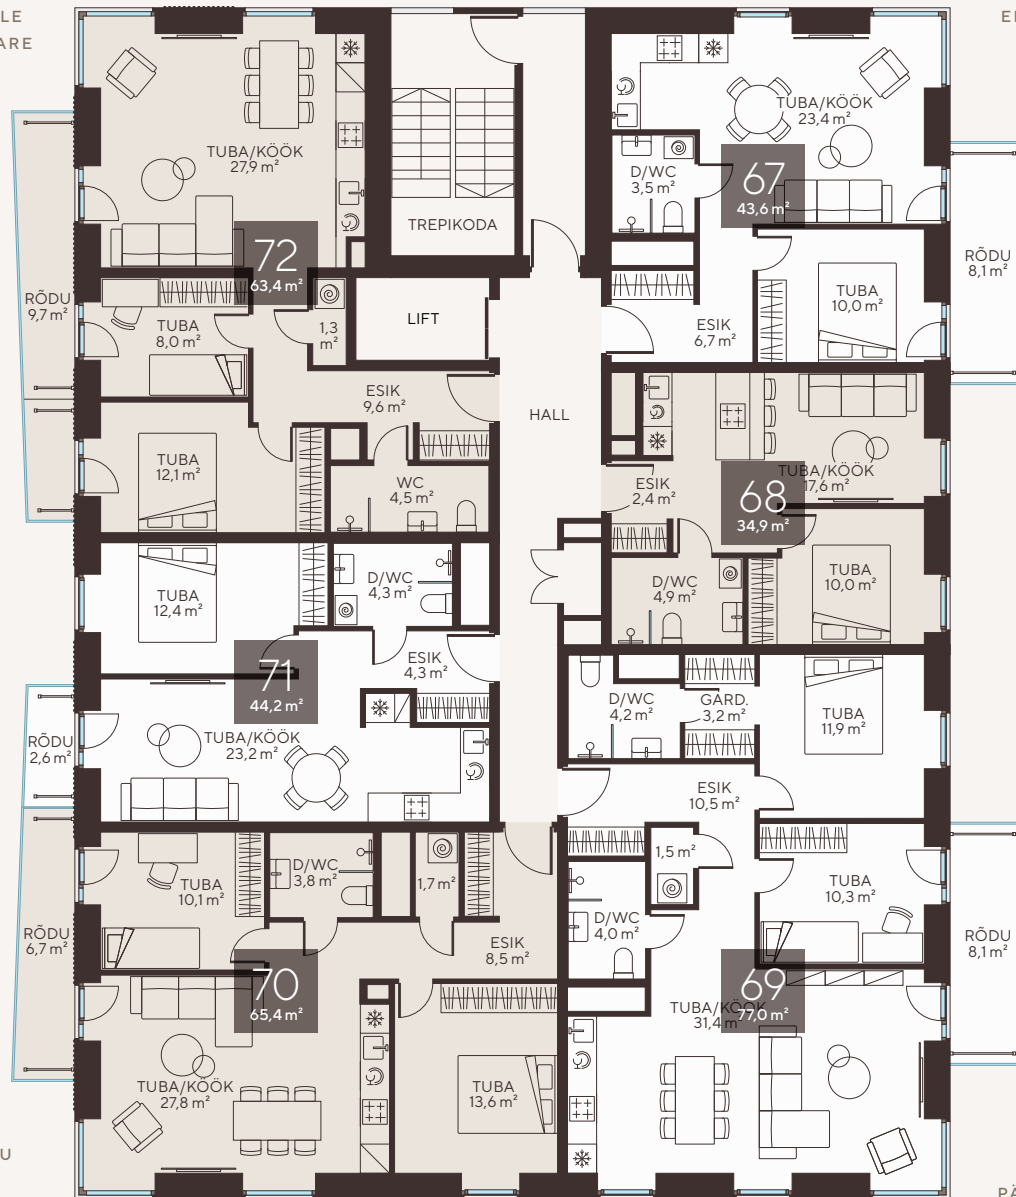 LE
ARE
EI
TUBA/KÖÖK
27,9 m²
72
63,4 m²
RÕDU
9,7 m²
TUBA
8,0 m²
1,3
m²
ESIK
9,6 m²
TUBA
12,1 m²
WC
4,5 m²
TREPIKODA
LIFT
HALL
TUBA/KÖÖK
23,4 m²
D/WC
3,5 m²
67
43,6 m²
RÕDU
8,1 m²
TUBA
10,0 m²
ESIK
6,7 m²
TUBA/KÖÖK
17,6 m²
ESIK
2,4 m²
68
34,9 m²
D/WC
4,9 m²
TUBA
10,0 m²
TUBA
12,4 m²
D/WC
4,3 m²
ESIK
4,3 m²
71
44,2 m²
RÕDU
2,6 m²
TUBA/KÖÖK
23,2 m²
D/WC
4,2 m²
GARD.
3,2 m²
TUBA
11,9 m²
ESIK
10,5 m²
1,5 m²
TUBA
10,3 m²
D/WC
4,0 m²
RÕDU
8,1 m²
69
77,0 m²
TUBA/KÖÖK
31,4 m
TUBA
10,1 m²
D/WC
3,8 m²
1,7 m²
RÕDU
6,7 m²
ESIK
8,5 m²
70
65,4 m²
TUBA/KÖÖK
27,8 m²
TUBA
13,6 m²
U